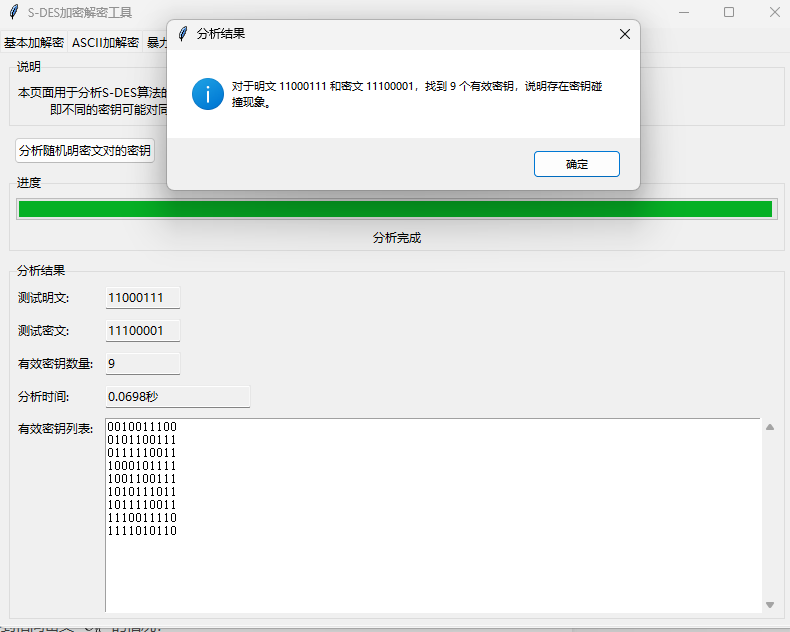 S-DES加密解密工具
分析结果
基本加解密 ASCII加解密 暴力
对于明文 11000111 和密文 11100001，找到 9 个有效密钥，说明存在密钥碰
撞现象。
确定
说明
本页面用于分析S-DES算法的
即不同的密钥可能对同
分析随机明密文对的密钥
进度
分析完成
分析结果
测试明文: 11000111
测试密文: 11100001
有效密钥数量: 9
分析时间: 0.0698秒
有效密钥列表:
0010011100
0101100111
0111110011
1000101111
1001100111
1010111011
1011110011
1110011110
1111010110